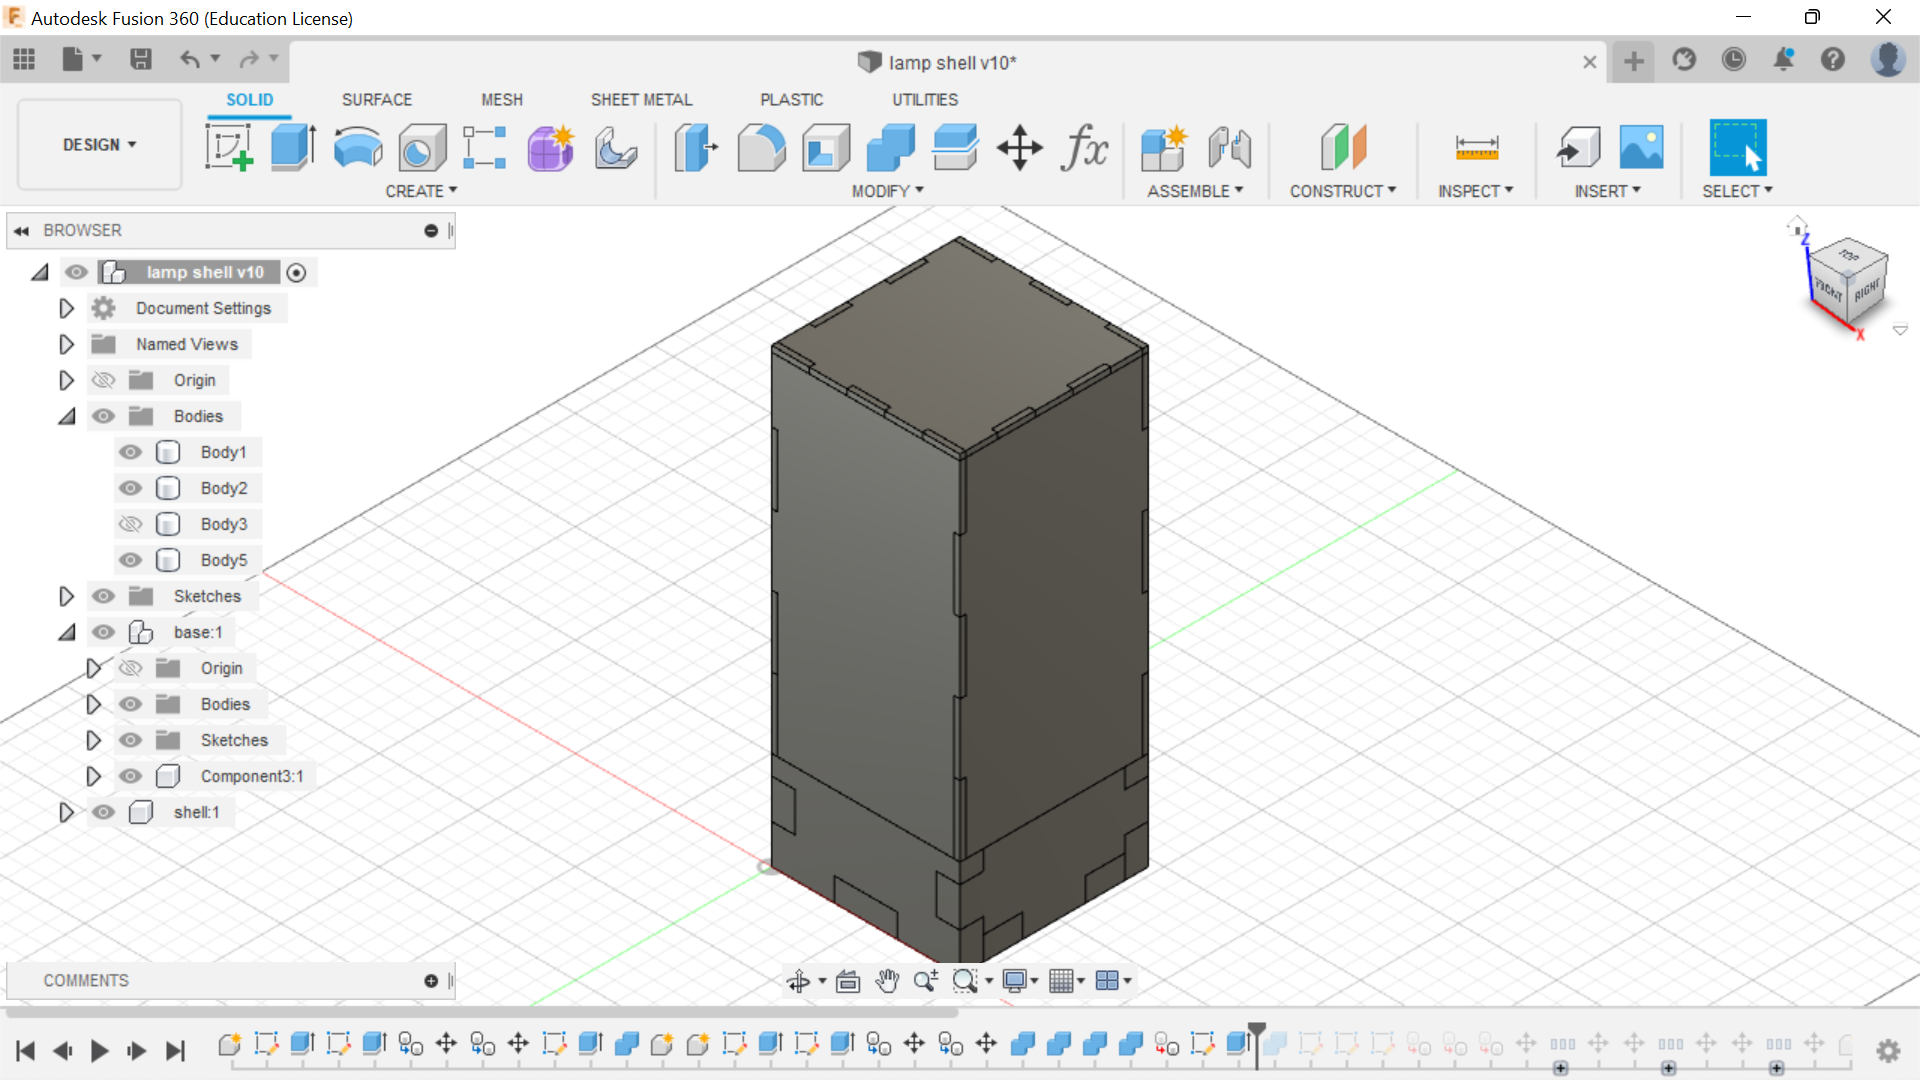 Autodesk Fusion 360 (Education License)
lamp shell v10*
SOLID SURFACE MESH SHEET METAL PLASTIC UTILITIES
DESIGN
CREATE MODIFY ASSEMBLE CONSTRUCT INSPECT INSERT SELECT
BROWSER
lamp shell v10
Document Settings
Named Views
Origin
Bodies
Body1
Body2
Body3
Body5
Sketches
base:1
Origin
Bodies
Sketches
Component3:1
shell:1
Z
TOP
FRONT RIGHT
X
COMMENTS